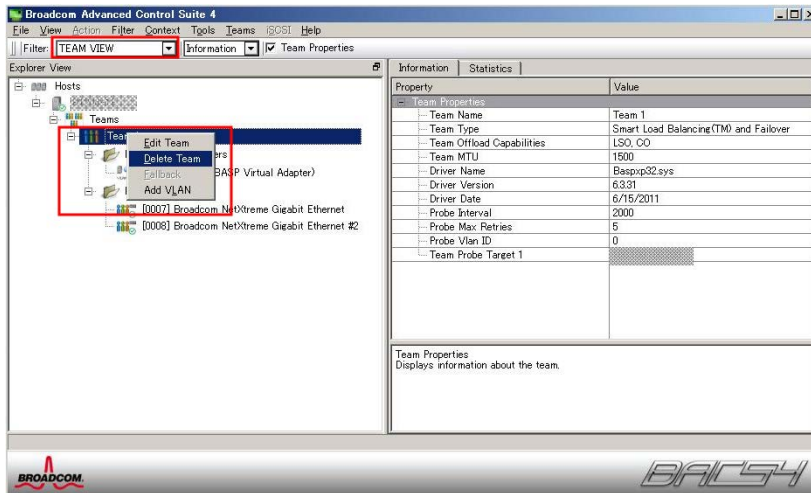 Broadcom Advanced Control Suite 4
File View Action Filter Context Tools Teams iSCSI Help
Filter: TEAM VIEW Information Team Properties
Explorer View
Hosts
Teams
Edit Team
Delete Team
Fallback
Add VLAN
BASP Virtual Adapter)
[0007] Broadcom NetXtreme Gigabit Ethernet
[0008] Broadcom NetXtreme Gigabit Ethernet #2
Information Statistics
Property Value
Team Properties
Team Name Team 1
Team Type Smart Load Balancing(TM) and Failover
Team Offload Capabilities LSO, CO
Team MTU 1500
Driver Name Baspxp32.sys
Driver Version 6.3.31
Driver Date 6/15/2011
Probe Interval 2000
Probe Max Retries 5
Probe Vlan ID 0
Team Probe Target 1
Team Properties
Displays information about the team.
BROADCOM.
BACS4